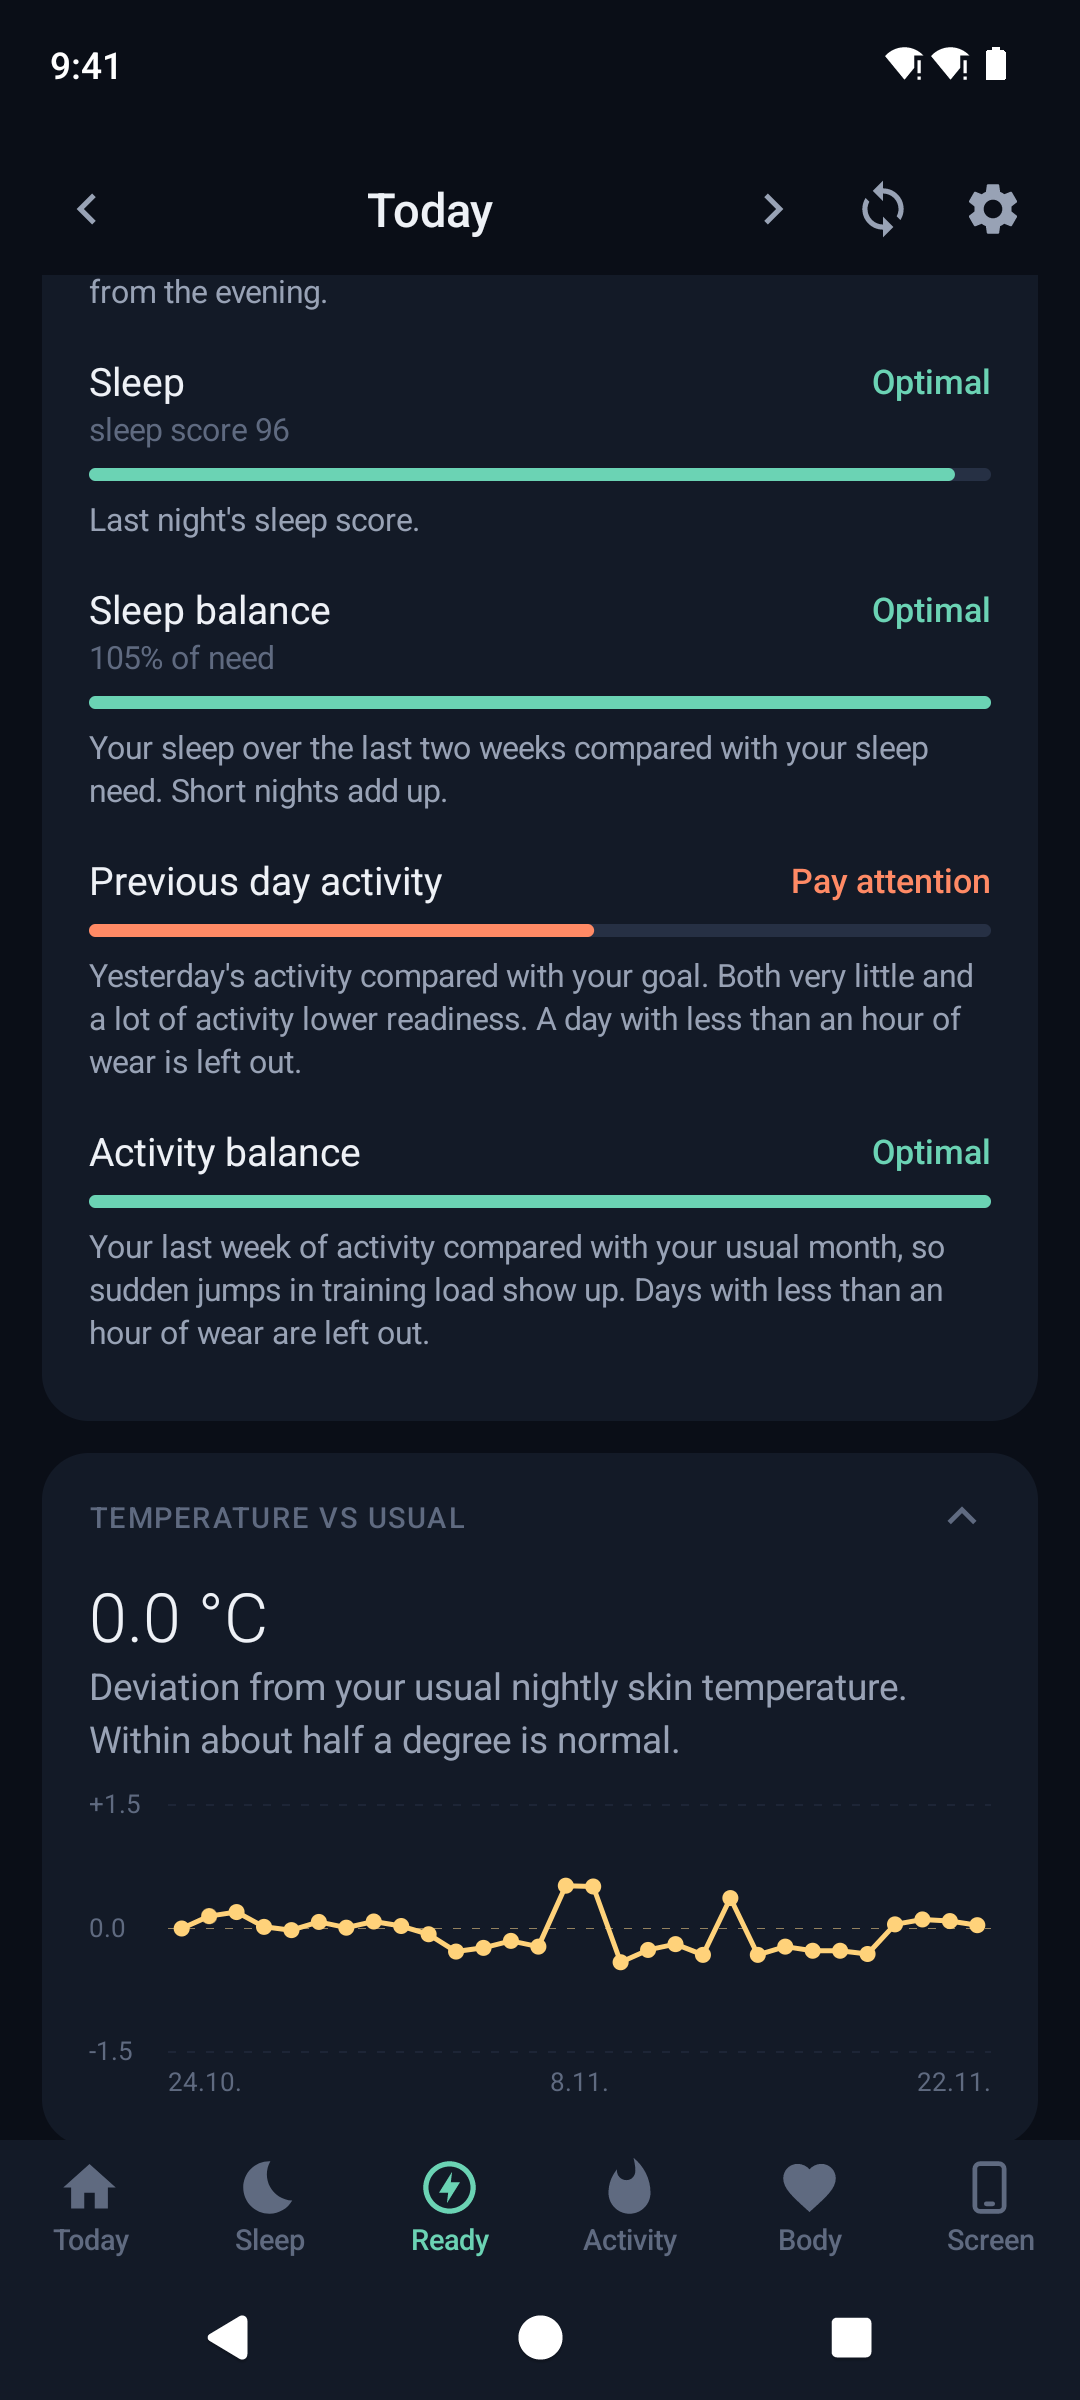 9:41
Today
from the evening.
Sleep
Optimal
sleep score 96
Last night's sleep score.
Sleep balance
Optimal
105% of need
Your sleep over the last two weeks compared with your sleep
need. Short nights add up.
Previous day activity
Pay attention
Yesterday's activity compared with your goal. Both very little and
a lot of activity lower readiness. A day with less than an hour of
wear is left out.
Activity balance
Optimal
Your last week of activity compared with your usual month, so
sudden jumps in training load show up. Days with less than an
hour of wear are left out.
TEMPERATURE VS USUAL
0.0 °C
Deviation from your usual nightly skin temperature.
Within about half a degree is normal.
+1.5
0.0
-1.5
24.10.
8.11.
22.11.
Today
Sleep
Ready
Activity
Body
Screen